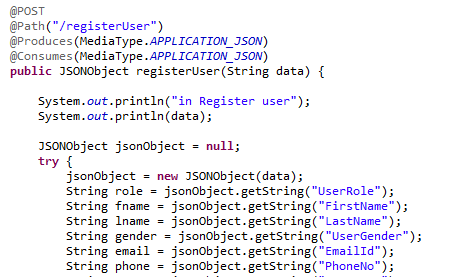 @POST
@Path("/registerUser")
@Produces(MediaType.APPLICATION_JSON)
@Consumes(MediaType.APPLICATION_JSON)
public JSONObject registerUser(String data) {
System.out.println("in Register user");
System.out.println(data);
JSONObject jsonObject = null;
try {
jsonObject = new JSONObject(data);
String role = jsonObject.getString("UserRole");
String fname = jsonObject.getString("FirstName");
String lname = jsonObject.getString("LastName");
String gender = jsonObject.getString("UserGender");
String email = jsonObject.getString("EmailId");
String phone = jsonObject.getString("PhoneNo");